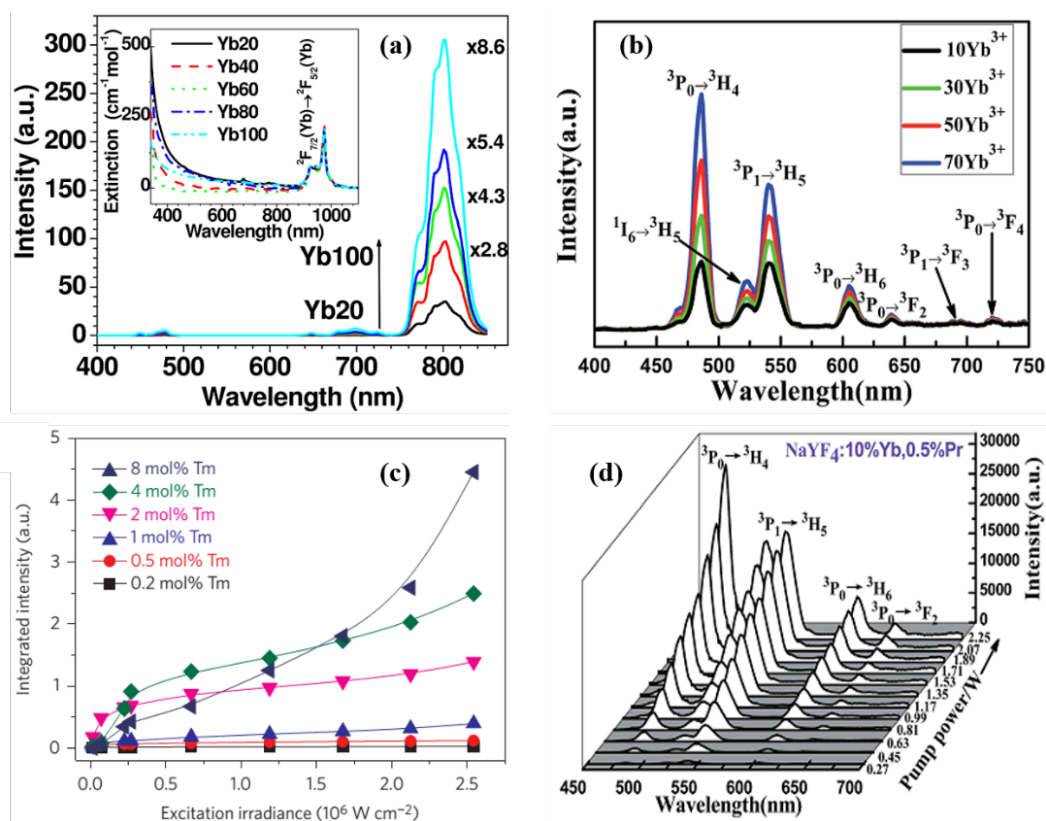 (a)
300
250
200
150
100
50
0
Intensity (a.u.)
400 500 600 700 800
Wavelength (nm)
x8.6
x5.4
x4.3
x2.8
Yb100
Yb20
500
250
0
Extinction (cm⁻¹mol⁻¹)
400 600 800 1000
Wavelength (nm)
Yb20
Yb40
Yb60
Yb80
Yb100
²F₇/₂(Yb)→²F₅/₂(Yb)
(b)
10Yb³⁺
30Yb³⁺
50Yb³⁺
70Yb³⁺
³P₀→³H₄
³P₁→³H₅
¹I₆→³H₅
³P₀→³H₆
³P₀→³F₂
³P₁→³F₃
³P₀→³F₄
Intensity(a.u.)
400 450 500 550 600 650 700 750
Wavelength(nm)
(c)
5
4
3
2
1
0
Integrated intensity (a.u.)
8 mol% Tm
4 mol% Tm
2 mol% Tm
1 mol% Tm
0.5 mol% Tm
0.2 mol% Tm
0.0 0.5 1.0 1.5 2.0 2.5
Excitation irradiance (10⁶ W cm⁻²)
(d)
NaYF₄:10%Yb,0.5%Pr
³P₀→³H₄
³P₁→³H₅
³P₀→³H₆
³P₀→³F₂
30000
25000
20000
15000
10000
5000
0
Intensity(a.u.)
2.25
2.07
1.89
1.71
1.53
1.35
1.17
0.99
0.81
0.63
0.45
0.27
Pump power/W
450 500 550 600 650 700
Wavelength(nm)